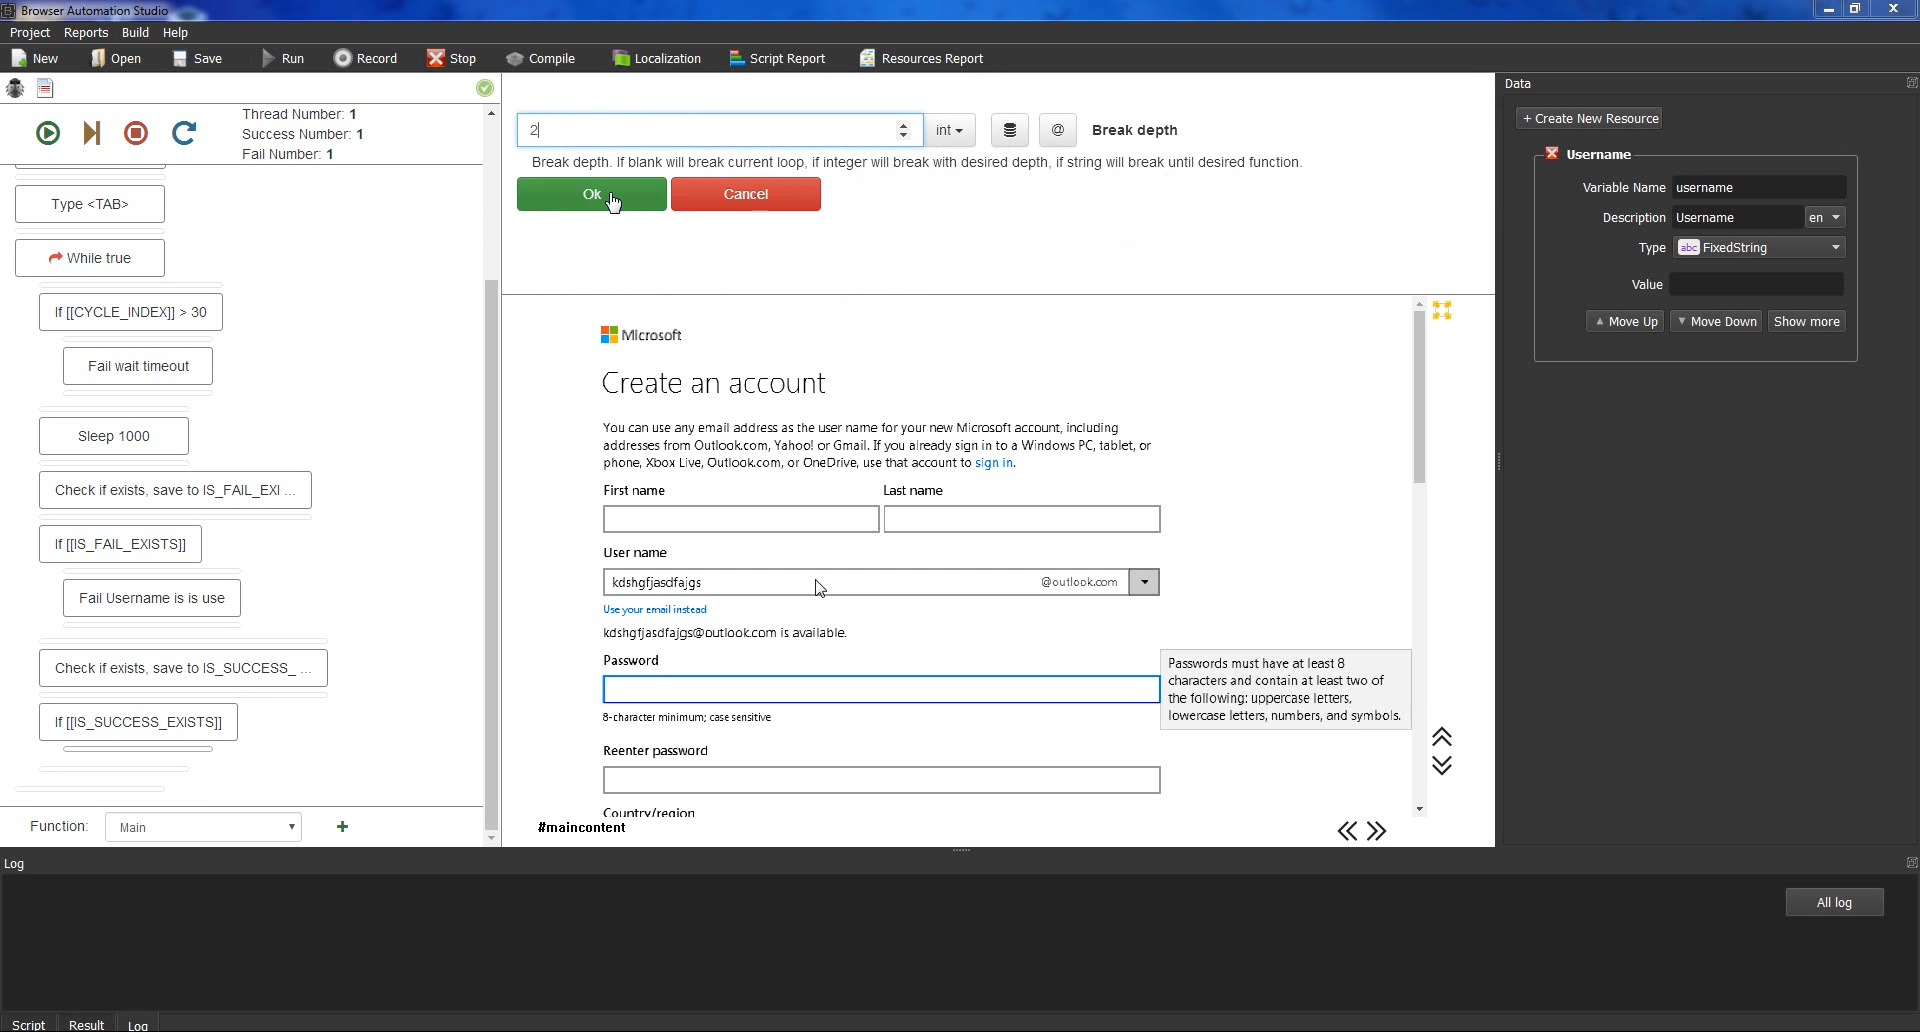 Browser Automation Studio
Project Reports Build Help
New Open Save Run Record Stop Compile Localization Script Report Resources Report
Thread Number: 1
Success Number: 1
Fail Number: 1
Type <TAB>
While true
If [[CYCLE_INDEX]] > 30
Fail wait timeout
Sleep 1000
Check if exists, save to IS_FAIL_EXI ...
If [[IS_FAIL_EXISTS]]
Fail Username is is use
Check if exists, save to IS_SUCCESS_ ...
If [[IS_SUCCESS_EXISTS]]
Function: Main
2 int @ Break depth
Break depth. If blank will break current loop, if integer will break with desired depth, if string will break until desired function.
Ok Cancel
Microsoft
Create an account
You can use any email address as the user name for your new Microsoft account, including
addresses from Outlook.com, Yahoo! or Gmail. If you already sign in to a Windows PC, tablet, or
phone, Xbox Live, Outlook.com, or OneDrive, use that account to sign in.
First name Last name
User name
kdshgfjasdfajgs @outlook.com
Use your email instead
kdshgfjasdfajgs@outlook.com is available.
Password
Passwords must have at least 8
characters and contain at least two of
the following: uppercase letters,
lowercase letters, numbers, and symbols.
8-character minimum; case sensitive
Reenter password
Country/region
#maincontent
Data
+ Create New Resource
Username
Variable Name username
Description Username en
Type abc FixedString
Value
Move Up Move Down Show more
Log
All log
Script Result Log